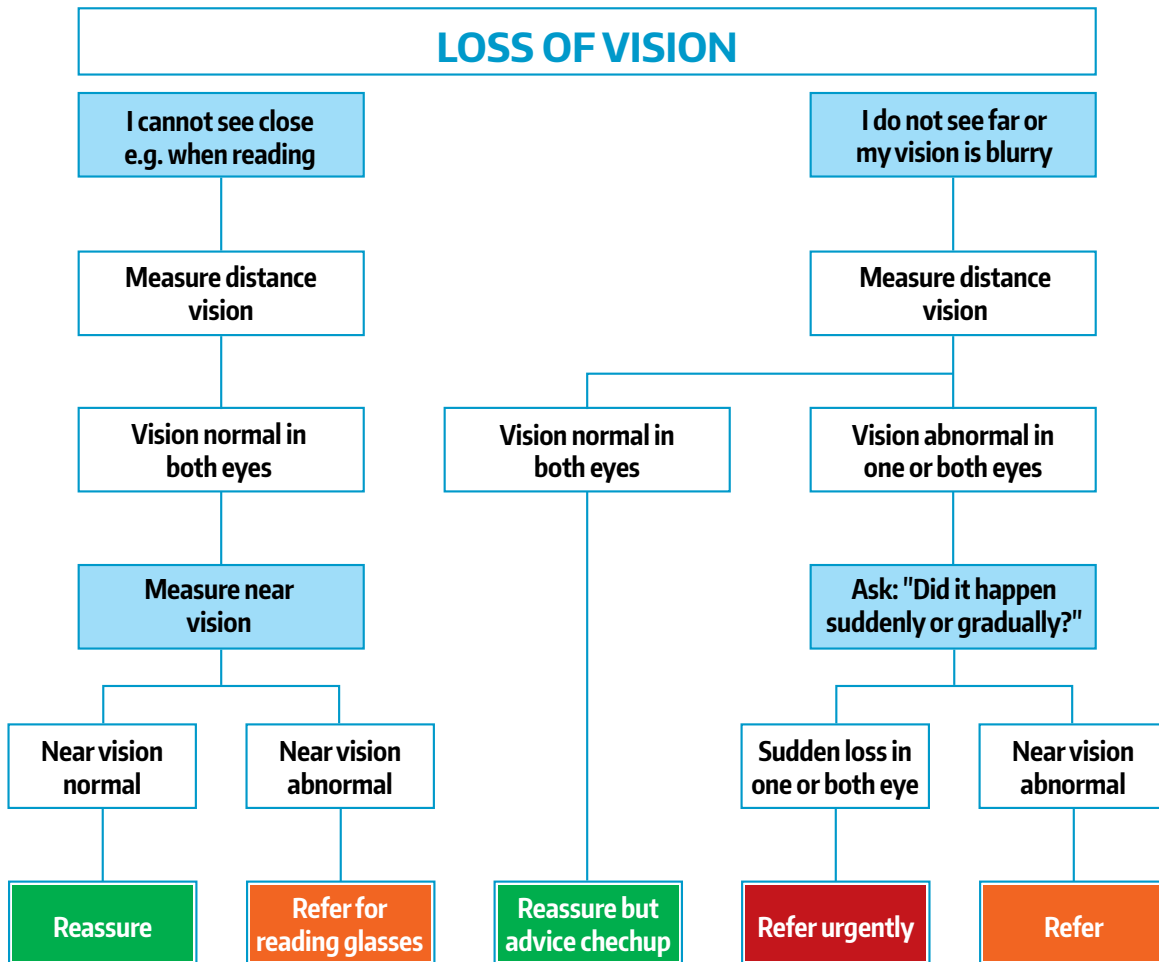 LOSS OF VISION
I cannot see close
e.g. when reading
I do not see far or
my vision is blurry
Measure distance
vision
Measure distance
vision
Vision normal in
both eyes
Vision normal in
both eyes
Vision abnormal in
one or both eyes
Measure near
vision
Ask: "Did it happen
suddenly or gradually?"
Near vision
normal
Near vision
abnormal
Sudden loss in
one or both eye
Near vision
abnormal
Reassure
Refer for
reading glasses
Reassure but
advice chechup
Refer urgently
Refer